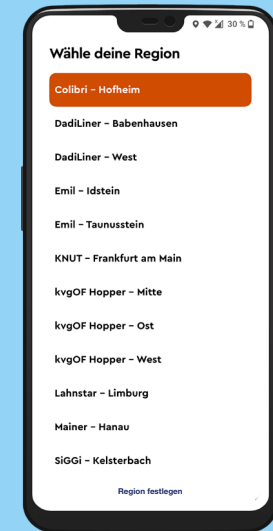 30 %
Wähle deine Region
Colibri – Hofheim
DadiLiner – Babenhausen
DadiLiner – West
Emil – Idstein
Emil – Taunusstein
KNUT – Frankfurt am Main
kvgOF Hopper – Mitte
kvgOF Hopper – Ost
kvgOF Hopper – West
Lahnstar – Limburg
Mainer – Hanau
SiGGi – Kelsterbach
Region festlegen